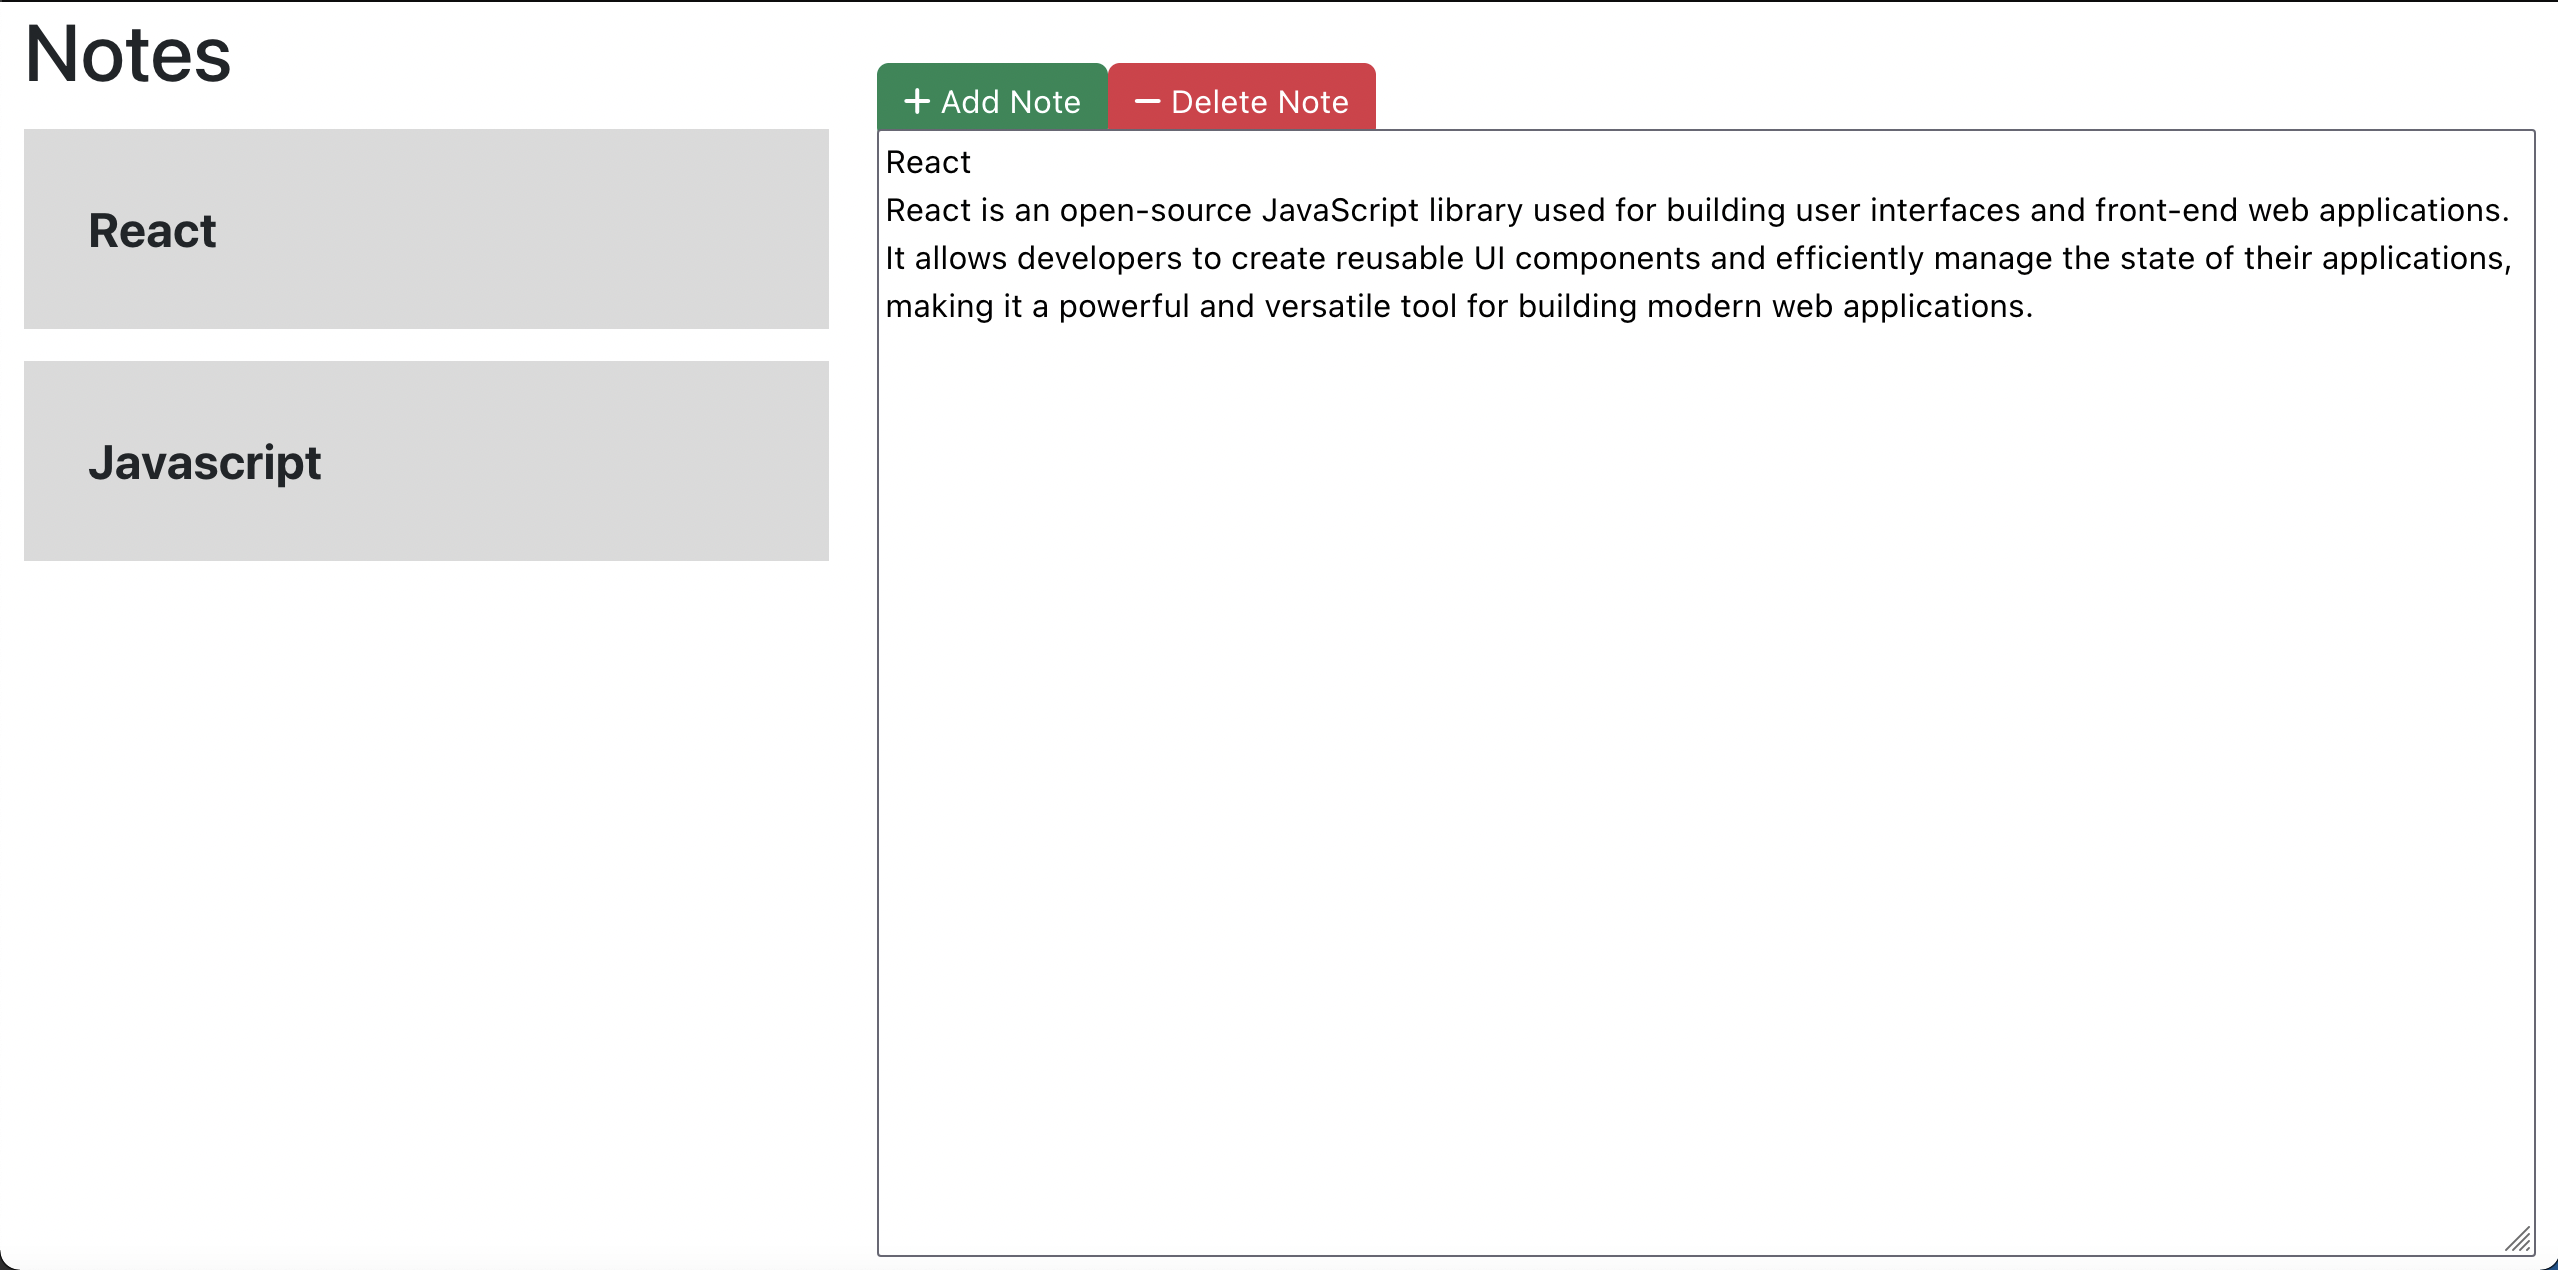 Notes
React
Javascript
+ Add Note
− Delete Note
React
React is an open-source JavaScript library used for building user interfaces and front-end web applications.
It allows developers to create reusable UI components and efficiently manage the state of their applications,
making it a powerful and versatile tool for building modern web applications.